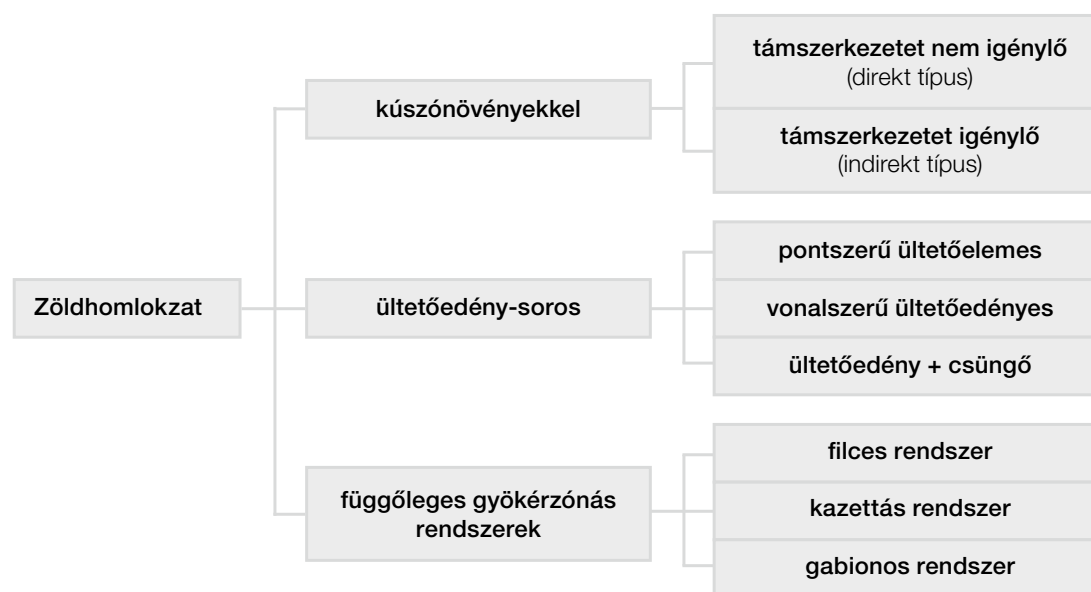 Zöldhomlokzat
kúszónövényekkel
támszerkezetet nem igénylő
(direkt típus)
támszerkezetet igénylő
(indirekt típus)
ültetőedény-soros
pontszerű ültetőelemes
vonalszerű ültetőedényes
ültetőedény + csüngő
függőleges gyökérzónás
rendszerek
filces rendszer
kazettás rendszer
gabionos rendszer